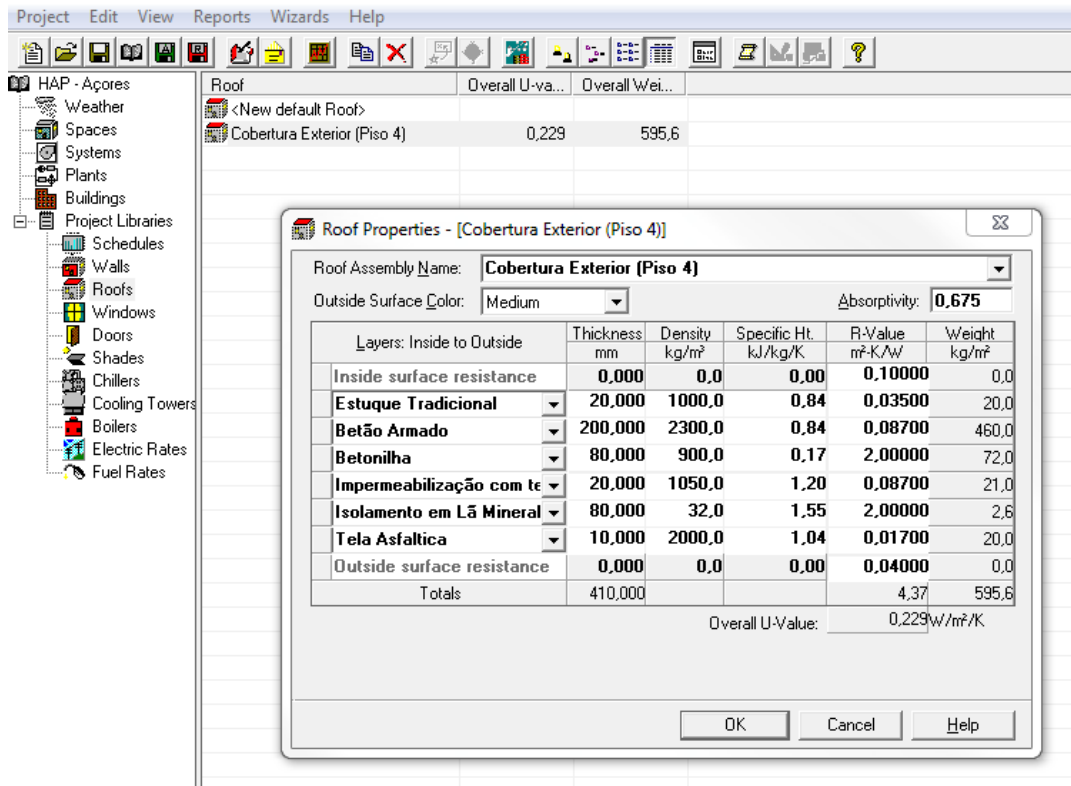 Project Edit View Reports Wizards Help
HAP - Açores
Weather
Spaces
Systems
Plants
Buildings
Project Libraries
Schedules
Walls
Roofs
Windows
Doors
Shades
Chillers
Cooling Towers
Boilers
Electric Rates
Fuel Rates
Roof Overall U-va... Overall Wei...
<New default Roof>
Cobertura Exterior (Piso 4) 0,229 595,6
Roof Properties - [Cobertura Exterior (Piso 4)]
Roof Assembly Name: Cobertura Exterior (Piso 4)
Outside Surface Color: Medium Absorptivity: 0,675
Layers: Inside to Outside Thickness mm Density kg/m³ Specific Ht. kJ/kg/K R-Value m²-K/W Weight kg/m²
Inside surface resistance 0,000 0,0 0,00 0,10000 0,0
Estuque Tradicional 20,000 1000,0 0,84 0,03500 20,0
Betão Armado 200,000 2300,0 0,84 0,08700 460,0
Betonilha 80,000 900,0 0,17 2,00000 72,0
Impermeabilização com te 20,000 1050,0 1,20 0,08700 21,0
Isolamento em Lã Mineral 80,000 32,0 1,55 2,00000 2,6
Tela Asfaltica 10,000 2000,0 1,04 0,01700 20,0
Outside surface resistance 0,000 0,0 0,00 0,04000 0,0
Totals 410,000 4,37 595,6
Overall U-Value: 0,229 W/m²/K
OK Cancel Help